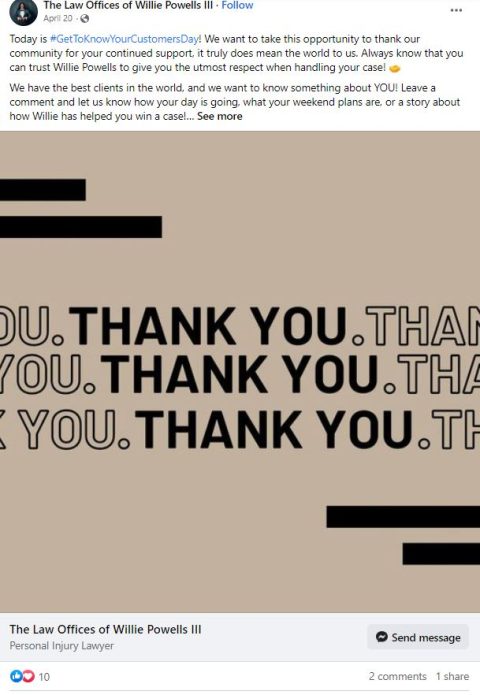 The Law Offices of Willie Powells III · Follow
April 20 ·
Today is #GetToKnowYourCustomersDay! We want to take this opportunity to thank our
community for your continued support, it truly does mean the world to us. Always know that you
can trust Willie Powells to give you the utmost respect when handling your case! 🤝
We have the best clients in the world, and we want to know something about YOU! Leave a
comment and let us know how your day is going, what your weekend plans are, or a story about
how Willie has helped you win a case!... See more
OU.THANK YOU.THAN
YOU.THANK YOU.THA
K YOU.THANK YOU.TH
The Law Offices of Willie Powells III
Personal Injury Lawyer
Send message
10
2 comments 1 share